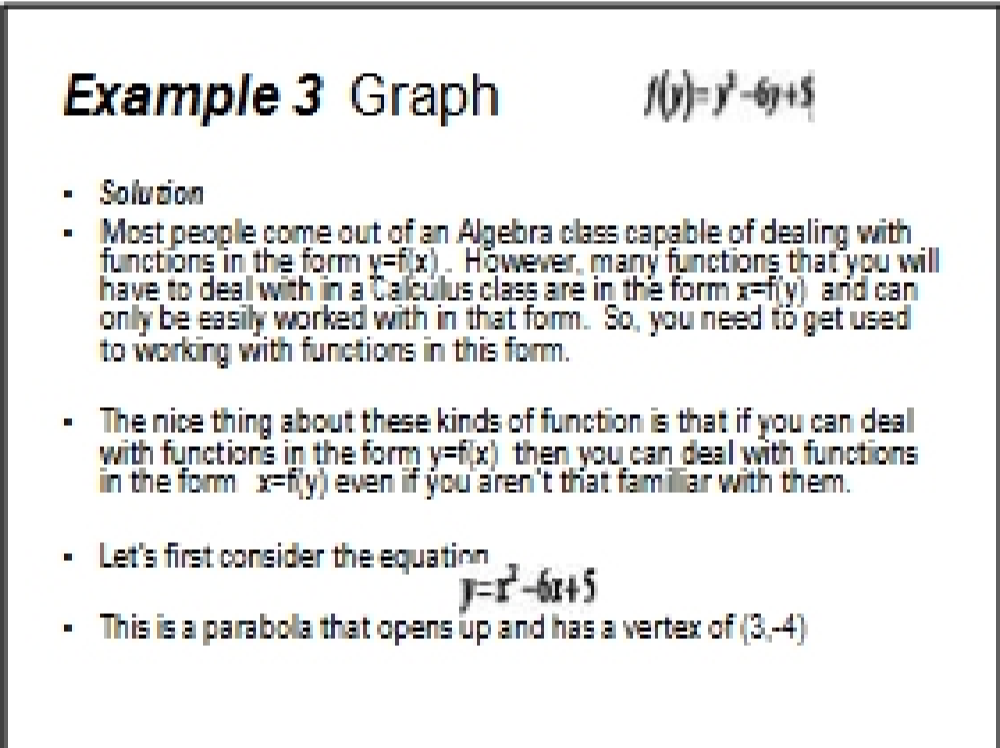 Example 3 Graph f(y)=y²-6y+5
• Solution
• Most people come out of an Algebra class capable of dealing with
functions in the form y=f(x) . However, many functions that you will
have to deal with in a Calculus class are in the form x=f(y) and can
only be easily worked with in that form. So, you need to get used
to working with functions in this form.
• The nice thing about these kinds of function is that if you can deal
with functions in the form y=f(x) then you can deal with functions
in the form x=f(y) even if you aren't that familiar with them.
• Let's first consider the equation
y=x²-6x+5
• This is a parabola that opens up and has a vertex of (3,-4)